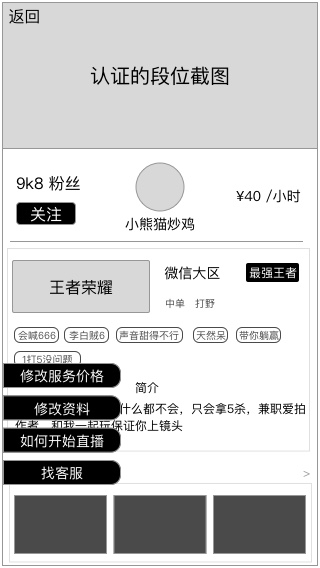 返回
认证的段位截图
9k8 粉丝
¥40 /小时
关注
小熊猫炒鸡
王者荣耀
微信大区
最强王者
中单 打野
会喊666 李白贼6 声音甜得不行 天然呆 带你躺赢
1打5没问题
修改服务价格
简介
修改资料
什么都不会，只会拿5杀，兼职爱拍
作者，和我一起玩保证你上镜头
如何开始直播
找客服
>